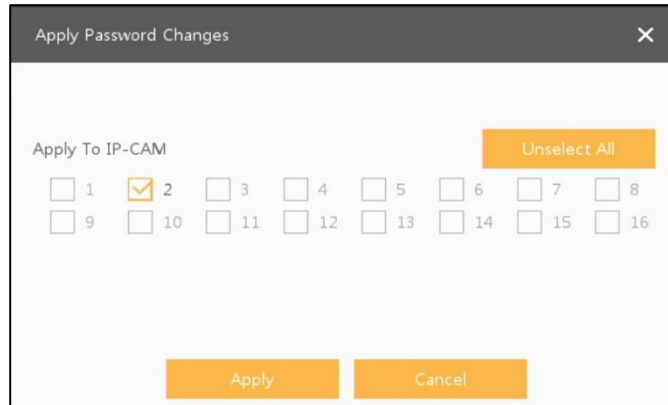 Apply Password Changes
Apply To IP-CAM Unselect All
1 2 3 4 5 6 7 8
9 10 11 12 13 14 15 16
Apply Cancel